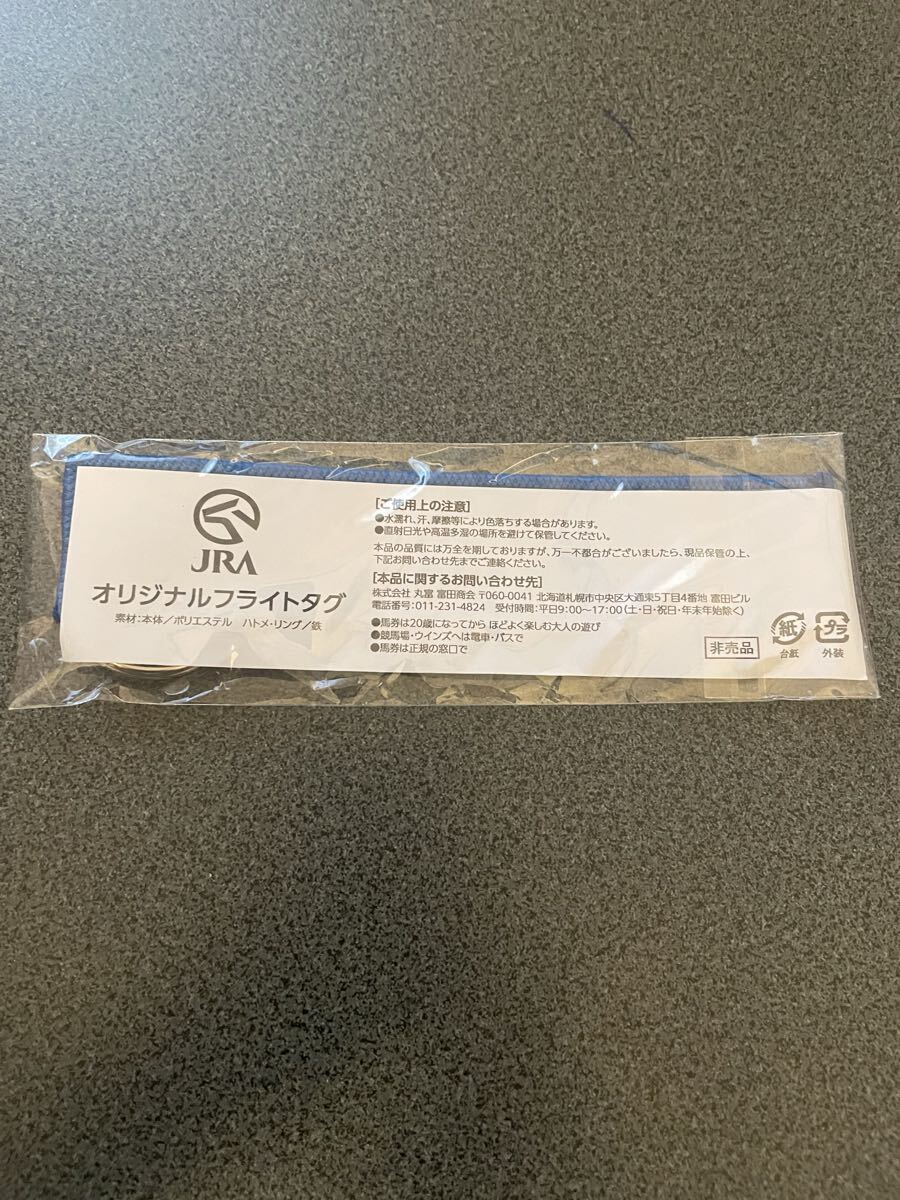 JRA
オリジナルフライトタグ
素材:本体/ポリエステル ハトメ・リング/鉄
[ご使用上の注意]
●水濡れ、汗、摩擦等により色落ちする場合があります。
●直射日光や高温多湿の場所を避けて保管してください。
本品の品質には万全を期しておりますが、万一不都合がございましたら、現品保管の上、
下記お問い合わせ先までご連絡ください。
[本品に関するお問い合わせ先]
株式会社 丸富 富田商会 〒060-0041 北海道札幌市中央区大通東5丁目4番地 富田ビル
電話番号:011-231-4824 受付時間:平日9:00〜17:00(土・日・祝日・年末年始除く)
●馬券は20歳になってから ほどよく楽しむ大人の遊び
●競馬場・ウインズへは電車・バスで
●馬券は正規の窓口で
非売品
紙
台紙
プラ
外装